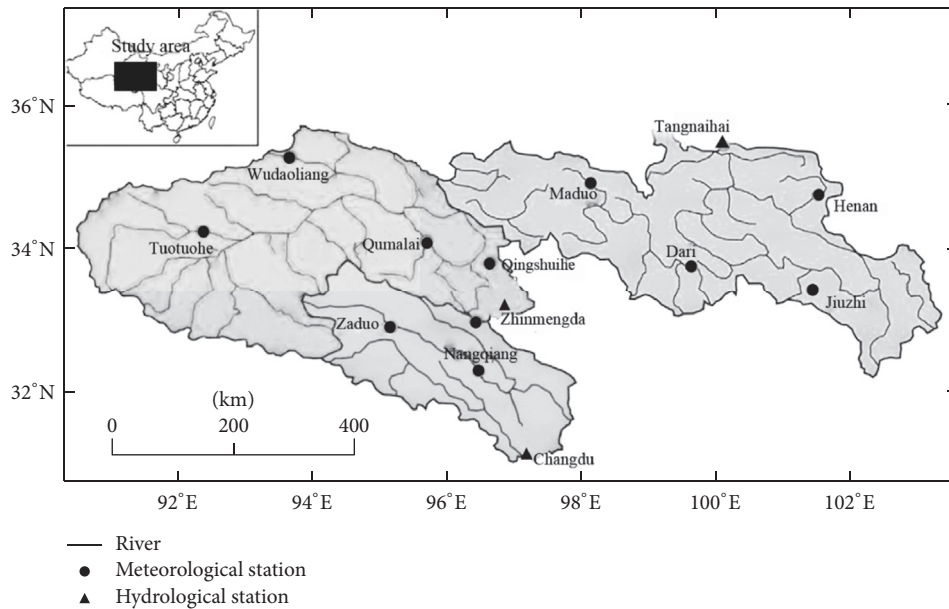 Study area
36°N
34°N
32°N
Tangnaihai
Wudaoliang
Maduo
Henan
Tuotuohe
Qumalai
Qingshuihe
Dari
Jiuzhi
Zhinmengda
Zaduo
Nangqiang
Changdu
(km)
0 200 400
92°E 94°E 96°E 98°E 100°E 102°E
River
Meteorological station
Hydrological station